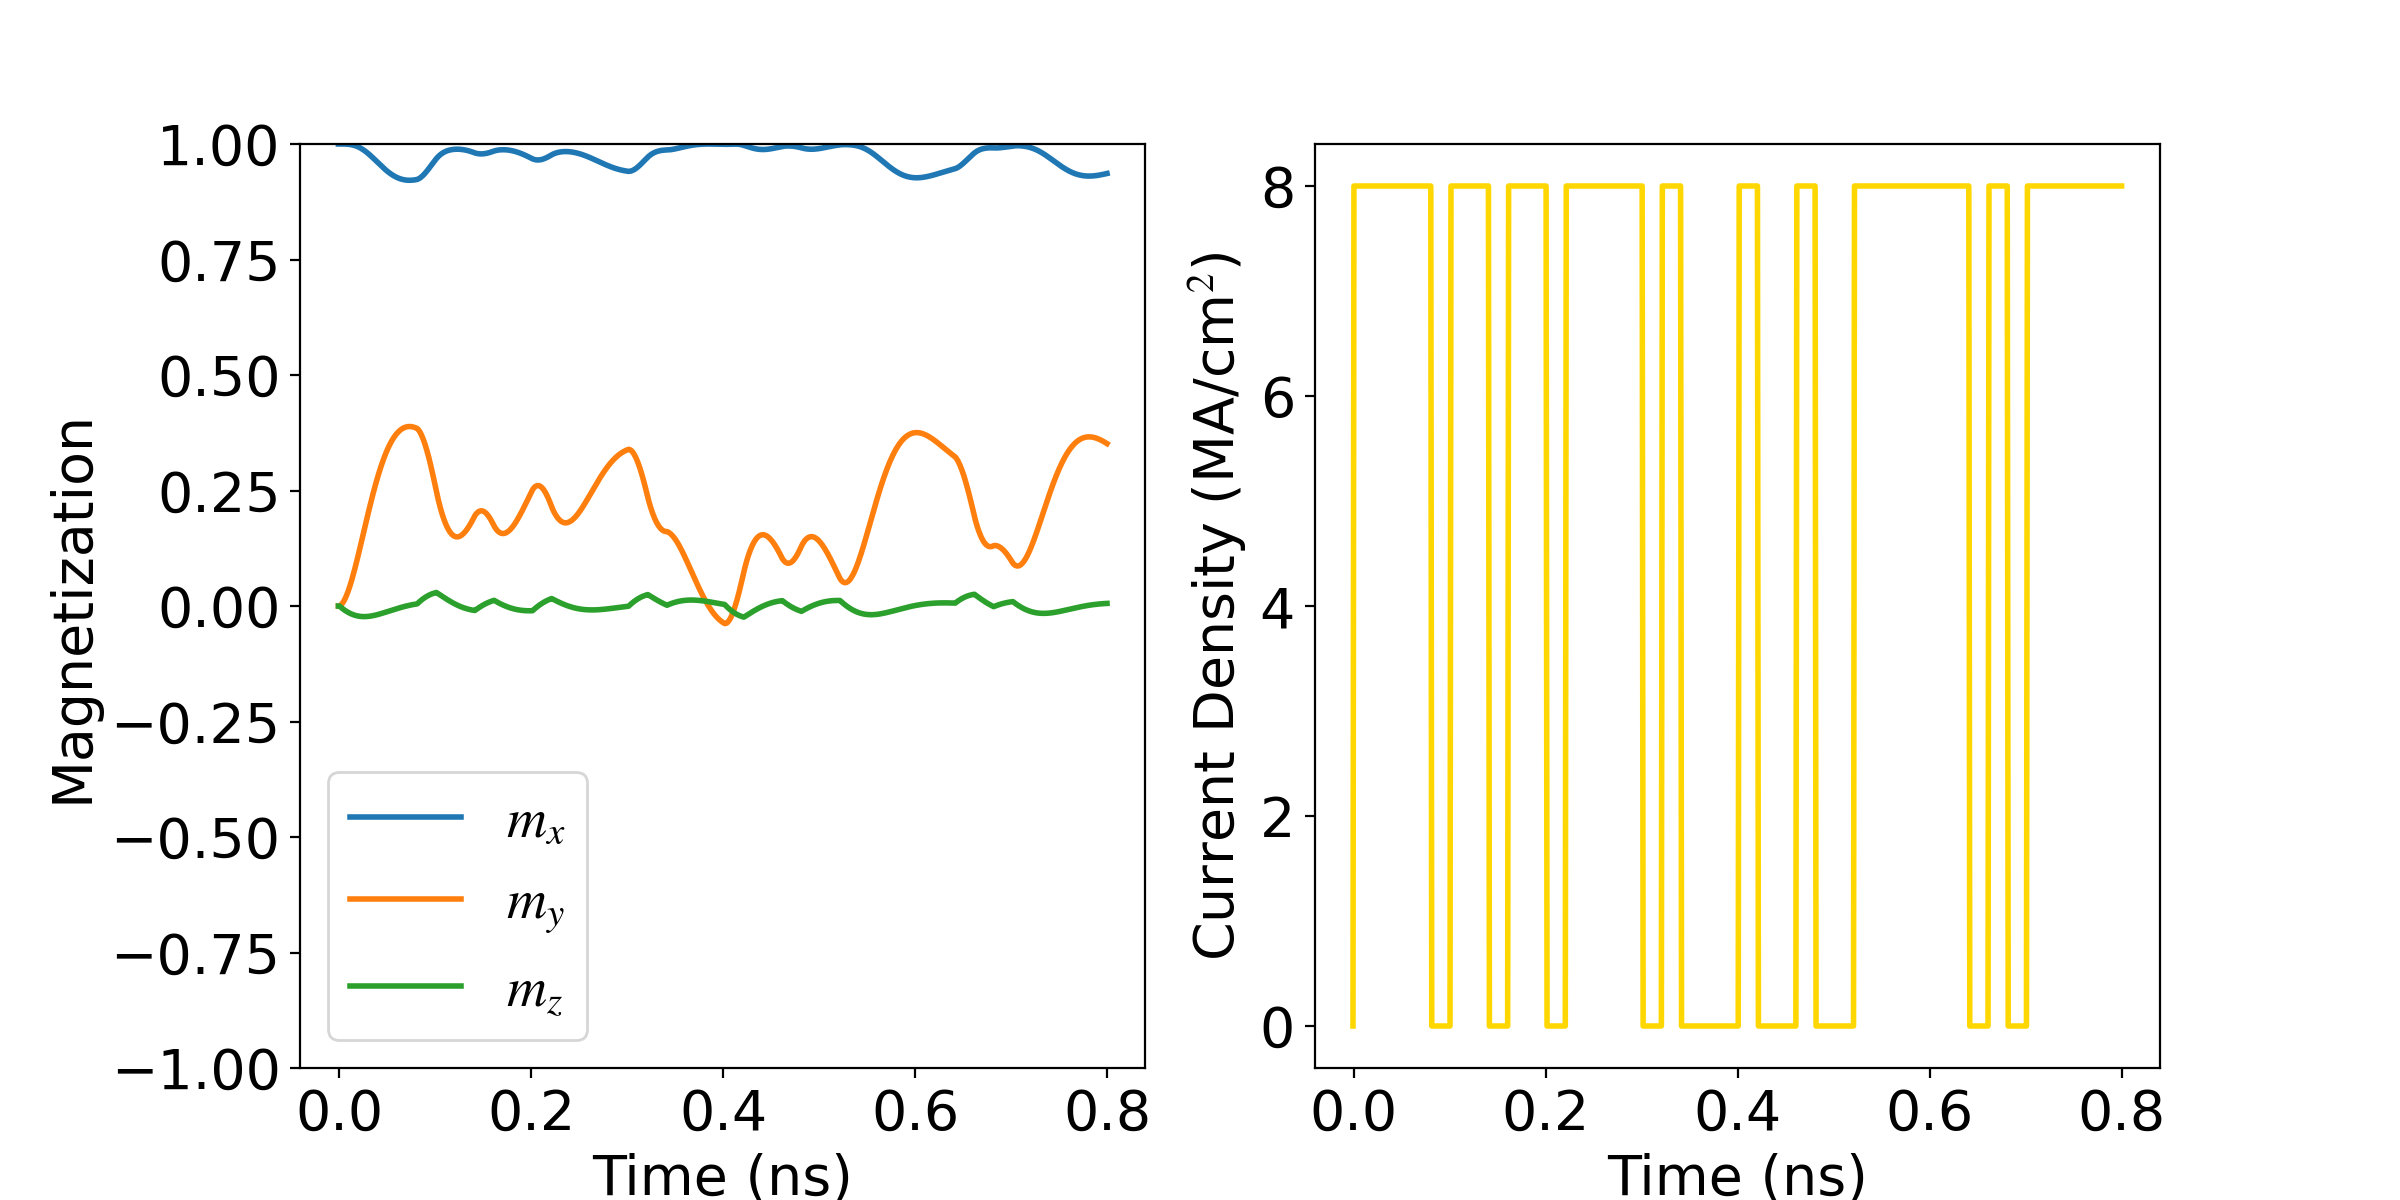 Magnetization
1.00
0.75
0.50
0.25
0.00
−0.25
−0.50
−0.75
−1.00
m_x
m_y
m_z
0.0 0.2 0.4 0.6 0.8
Time (ns)
Current Density (MA/cm²)
8
6
4
2
0
0.0 0.2 0.4 0.6 0.8
Time (ns)